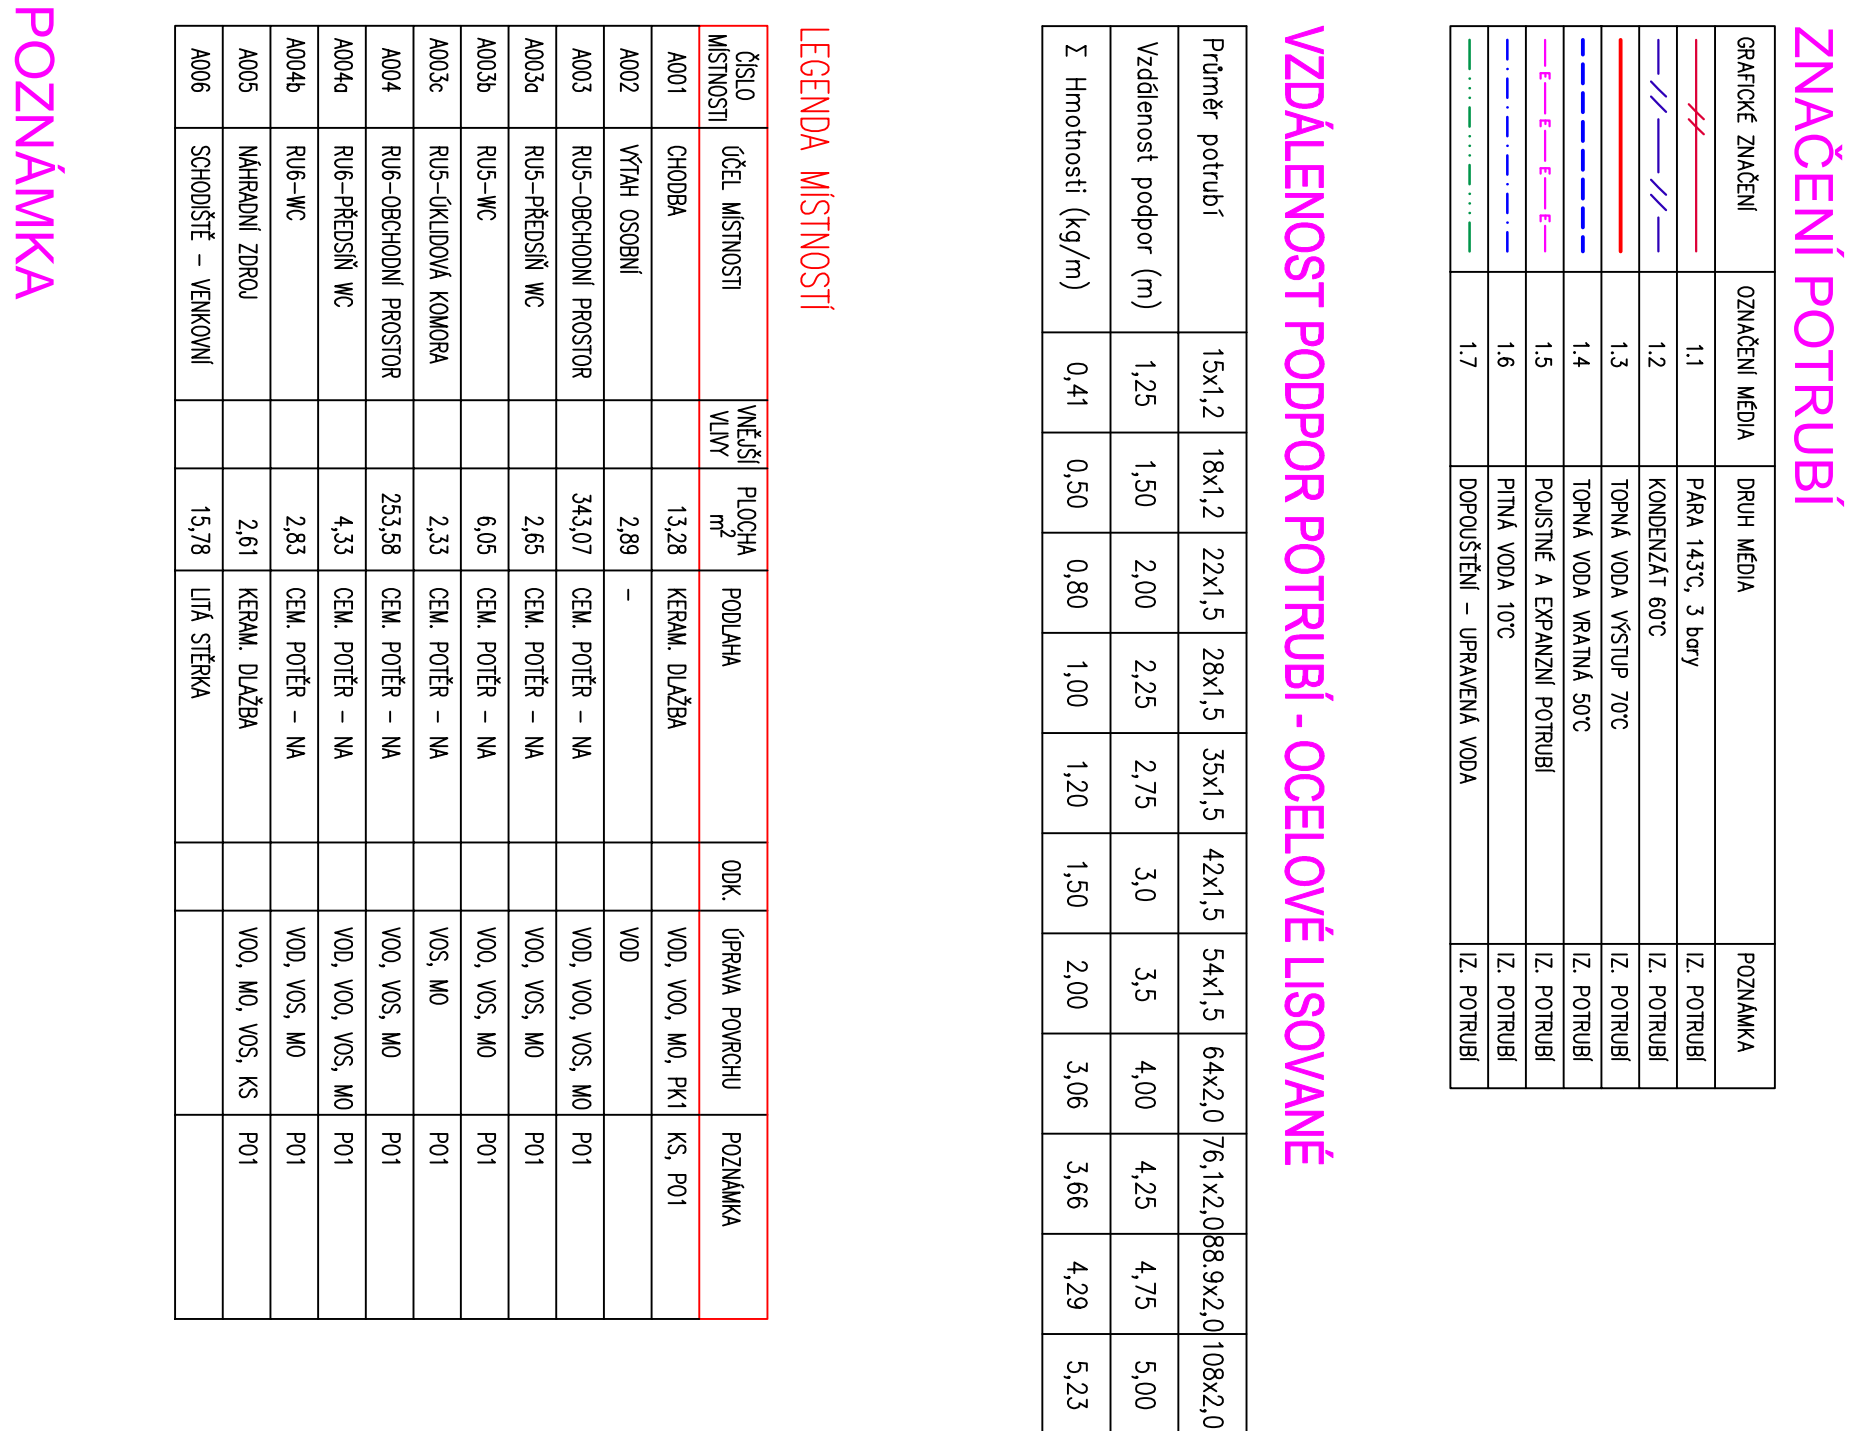 ZNAČENÍ POTRUBÍ
GRAFICKÉ ZNAČENÍ OZNAČENÍ MÉDIA DRUH MÉDIA POZNÁMKA
1.1 PÁRA 143°C, 3 bary IZ. POTRUBÍ
1.2 KONDENZÁT 60°C IZ. POTRUBÍ
1.3 TOPNÁ VODA VÝSTUP 70°C IZ. POTRUBÍ
1.4 TOPNÁ VODA VRATNÁ 50°C IZ. POTRUBÍ
E E E E 1.5 POJISTNÉ A EXPANZNÍ POTRUBÍ IZ. POTRUBÍ
1.6 PITNÁ VODA 10°C IZ. POTRUBÍ
1.7 DOPOUŠTĚNÍ – UPRAVENÁ VODA IZ. POTRUBÍ
VZDÁLENOST PODPOR POTRUBÍ - OCELOVÉ LISOVANÉ
Průměr potrubí 15x1,2 18x1,2 22x1,5 28x1,5 35x1,5 42x1,5 54x1,5 64x2,0 76,1x2,0 88.9x2,0 108x2,0
Vzdálenost podpor (m) 1,25 1,50 2,00 2,25 2,75 3,0 3,5 4,00 4,25 4,75 5,00
Σ Hmotnosti (kg/m) 0,41 0,50 0,80 1,00 1,20 1,50 2,00 3,06 3,66 4,29 5,23
LEGENDA MÍSTNOSTÍ
ČÍSLO MÍSTNOSTI ÚČEL MÍSTNOSTI VNĚJŠÍ VLIVY PLOCHA m² PODLAHA ODK. ÚPRAVA POVRCHU POZNÁMKA
A001 CHODBA 13,28 KERAM. DLAŽBA VOD, VOO, MO, PK1 KS, PO1
A002 VÝTAH OSOBNÍ 2,89 – VOD
A003 RU5–OBCHODNÍ PROSTOR 343,07 CEM. POTĚR – NA VOD, VOO, VOS, MO PO1
A003a RU5–PŘEDSÍŇ WC 2,65 CEM. POTĚR – NA VOO, VOS, MO PO1
A003b RU5–WC 6,05 CEM. POTĚR – NA VOO, VOS, MO PO1
A003c RU5–ÚKLIDOVÁ KOMORA 2,33 CEM. POTĚR – NA VOS, MO PO1
A004 RU6–OBCHODNÍ PROSTOR 253,58 CEM. POTĚR – NA VOO, VOS, MO PO1
A004a RU6–PŘEDSÍŇ WC 4,33 CEM. POTĚR – NA VOD, VOO, VOS, MO PO1
A004b RU6–WC 2,83 CEM. POTĚR – NA VOD, VOS, MO PO1
A005 NÁHRADNÍ ZDROJ 2,61 KERAM. DLAŽBA VOO, MO, VOS, KS PO1
A006 SCHODIŠTĚ – VENKOVNÍ 15,78 LITÁ STĚRKA
POZNÁMKA